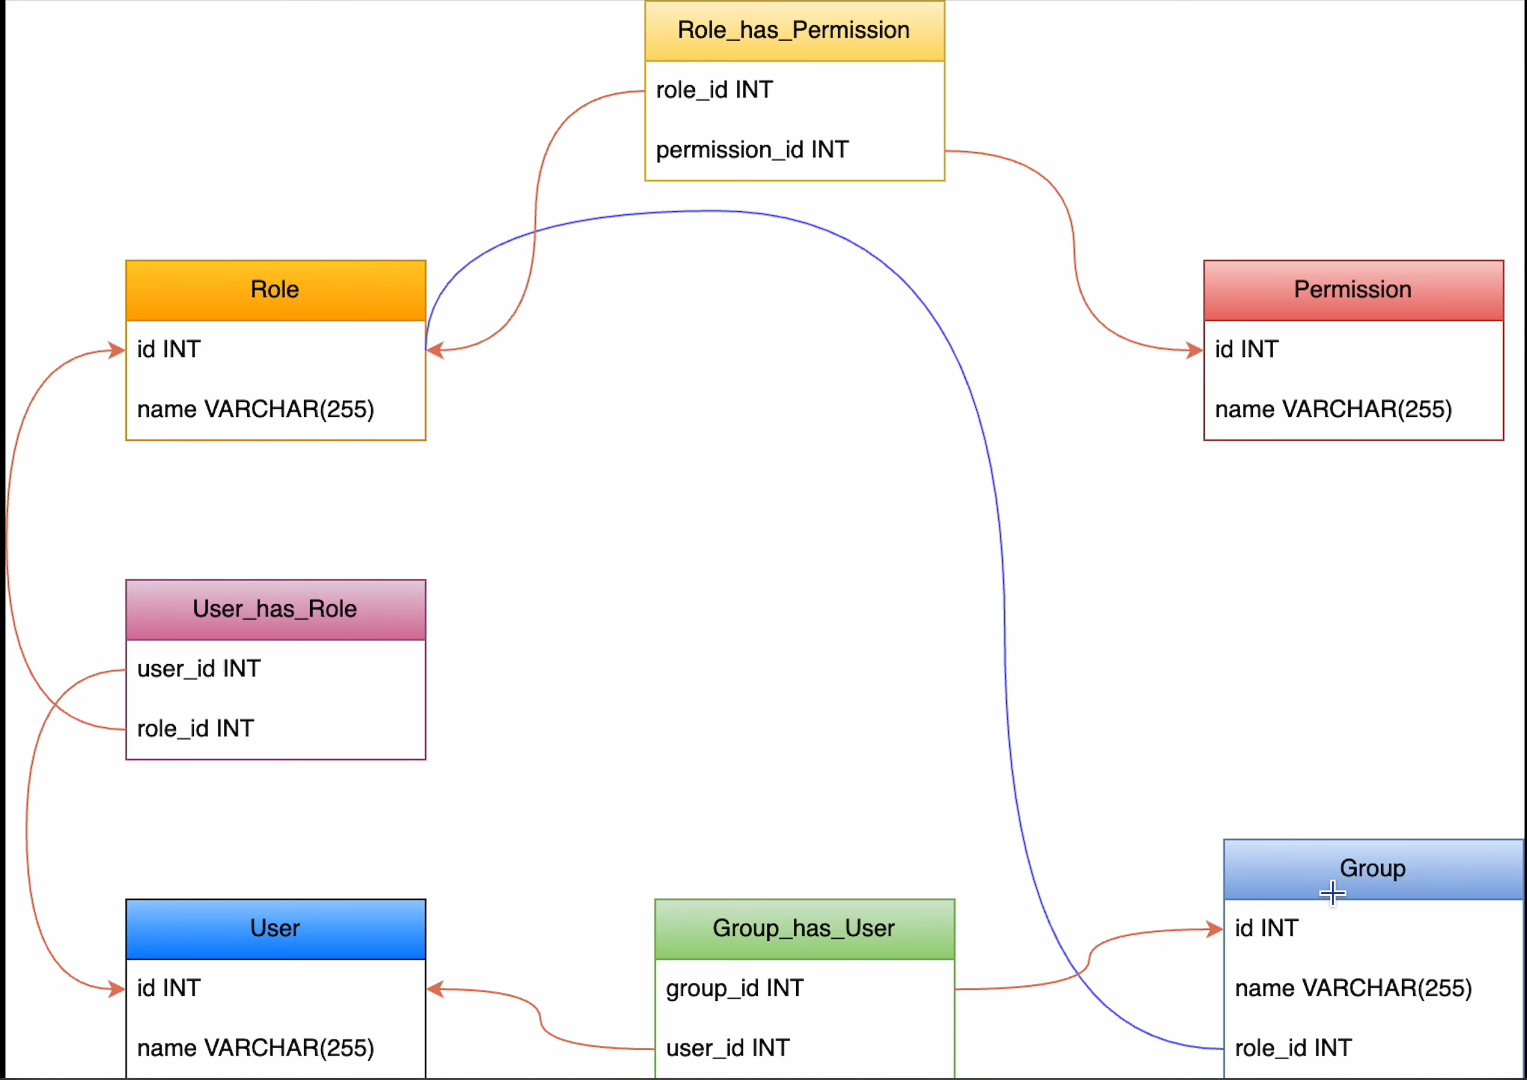 Role_has_Permission
role_id INT
permission_id INT
Role
id INT
name VARCHAR(255)
Permission
id INT
name VARCHAR(255)
User_has_Role
user_id INT
role_id INT
User
id INT
name VARCHAR(255)
Group_has_User
group_id INT
user_id INT
Group
id INT
name VARCHAR(255)
role_id INT